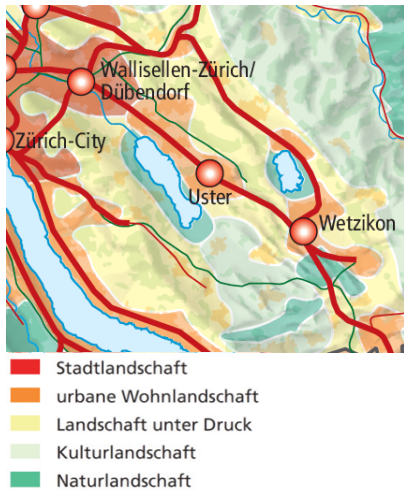 Wallisellen-Zürich/
Dübendorf
Zürich-City
Uster
Wetzikon
Stadtlandschaft
urbane Wohnlandschaft
Landschaft unter Druck
Kulturlandschaft
Naturlandschaft